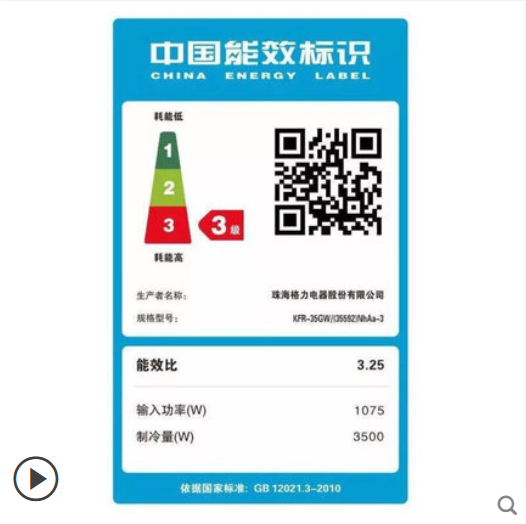 中国能效标识
CHINA ENERGY LABEL
耗能低
1
2
3
3级
耗能高
生产者名称: 珠海格力电器股份有限公司
规格型号: KFR-35GW/(35592)NhAa-3
能效比 3.25
输入功率(W) 1075
制冷量(W) 3500
依据国家标准: GB 12021.3-2010